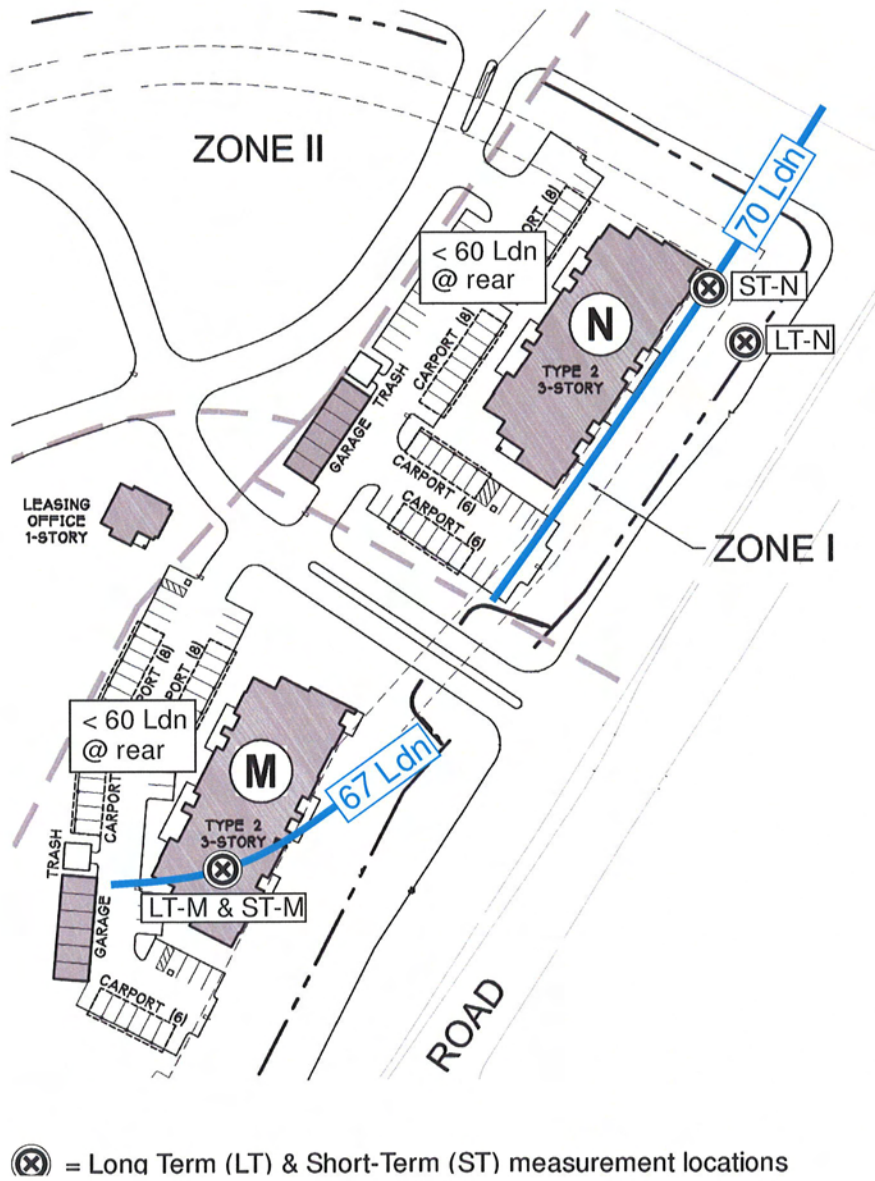 ZONE II
70 Ldn
PORT (8)
< 60 Ldn
@ rear
ST-N
N
LT-N
CARPORT (8)
TYPE 2
3-STORY
TRASH
GARAGE
CARPORT (6)
CARPORT (6)
LEASING
OFFICE
1-STORY
ZONE I
PORT (8)
PORT (8)
< 60 Ldn
@ rear
M
67 Ldn
CARPORT
TYPE 2
3-STORY
TRASH
LT-M & ST-M
GARAGE
CARPORT (6)
ROAD
= Long Term (LT) & Short-Term (ST) measurement locations